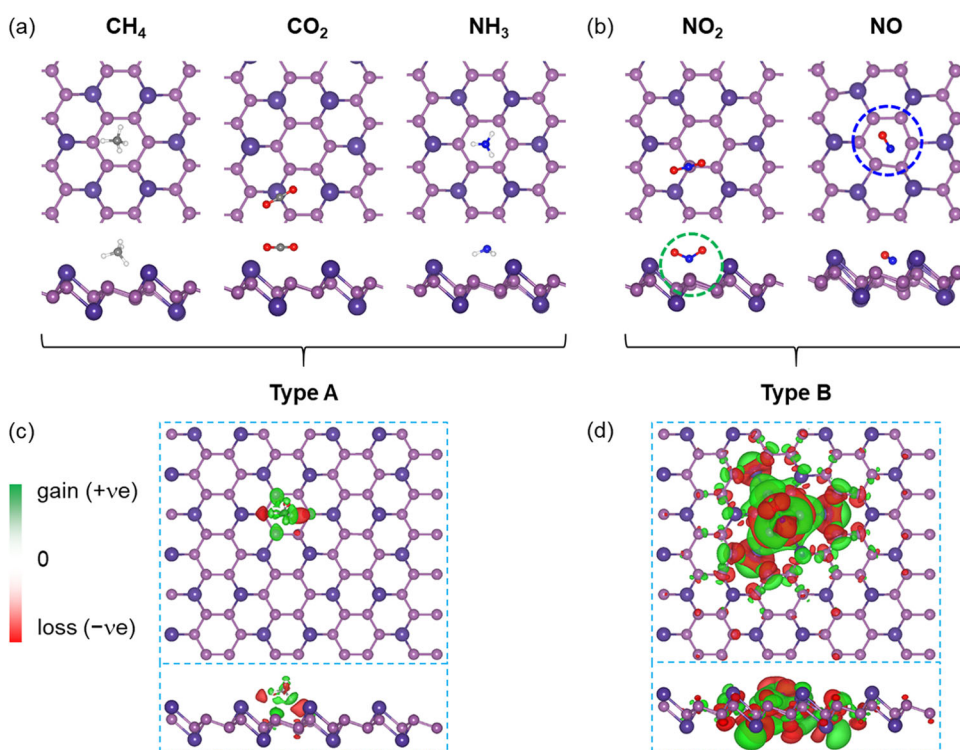 (a) CH₄ CO₂ NH₃ (b) NO₂ NO
Type A Type B
(c) (d)
gain (+ve)
0
loss (−ve)